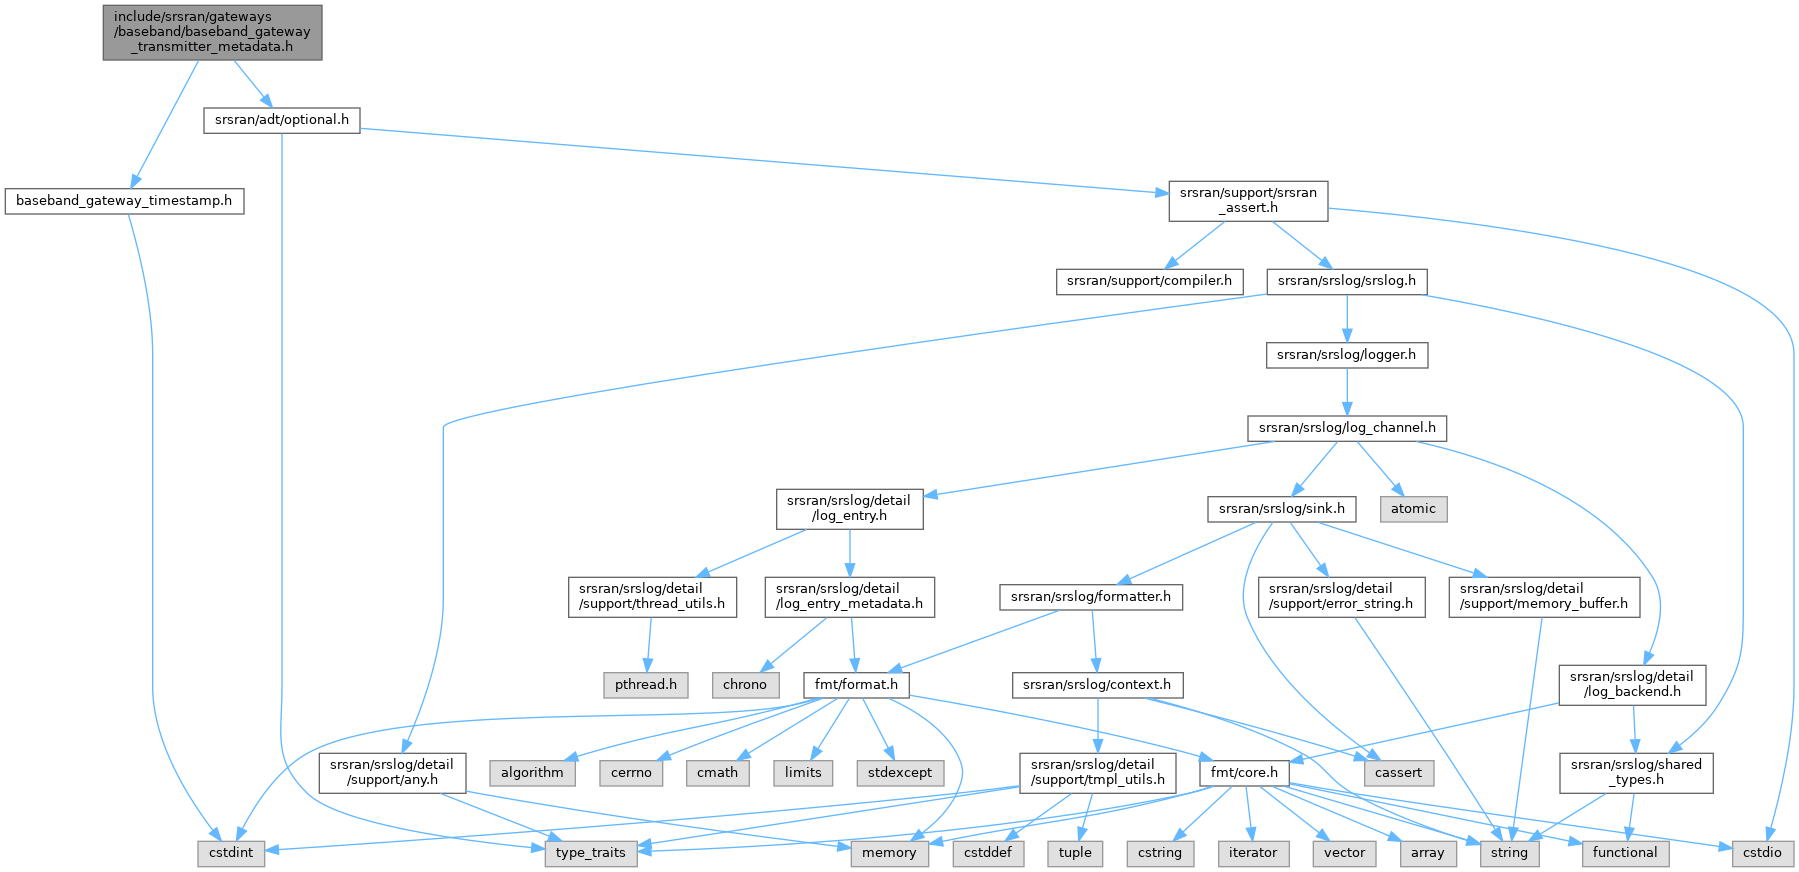 include/srsran/gateways
/baseband/baseband_gateway
_transmitter_metadata.h
srsran/adt/optional.h
baseband_gateway_timestamp.h
srsran/support/srsran
_assert.h
srsran/support/compiler.h
srsran/srslog/srslog.h
srsran/srslog/logger.h
srsran/srslog/log_channel.h
srsran/srslog/detail
/log_entry.h
srsran/srslog/sink.h
atomic
srsran/srslog/detail
/support/thread_utils.h
srsran/srslog/detail
/log_entry_metadata.h
srsran/srslog/formatter.h
srsran/srslog/detail
/support/error_string.h
srsran/srslog/detail
/support/memory_buffer.h
pthread.h
chrono
fmt/format.h
srsran/srslog/context.h
srsran/srslog/detail
/log_backend.h
srsran/srslog/detail
/support/any.h
algorithm
cerrno
cmath
limits
stdexcept
srsran/srslog/detail
/support/tmpl_utils.h
fmt/core.h
cassert
srsran/srslog/shared
_types.h
cstdint
type_traits
memory
cstddef
tuple
cstring
iterator
vector
array
string
functional
cstdio